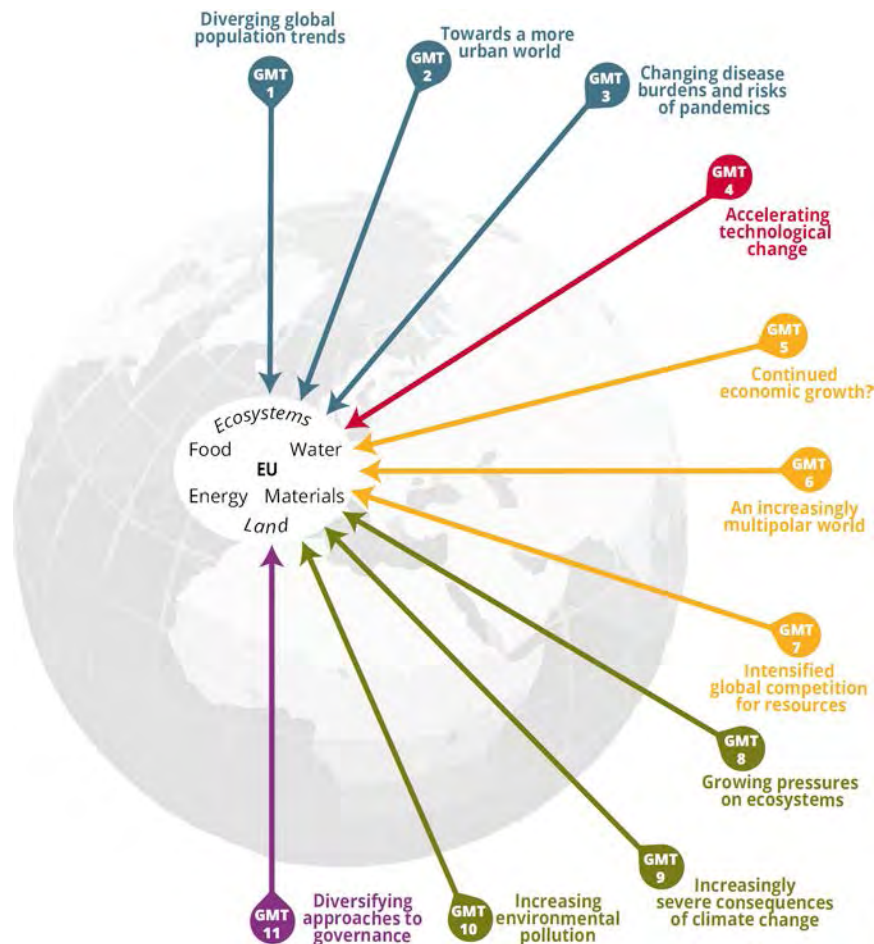 Diverging global
population trends
GMT
1
Towards a more
urban world
GMT
2
Changing disease
burdens and risks
of pandemics
GMT
3
GMT
4
Accelerating
technological
change
GMT
5
Continued
economic growth?
GMT
6
An increasingly
multipolar world
GMT
7
Intensified
global competition
for resources
GMT
8
Growing pressures
on ecosystems
GMT
9
Increasingly
severe consequences
of climate change
GMT
10
Increasing
environmental
pollution
GMT
11
Diversifying
approaches to
governance
Ecosystems
Food Water
EU
Energy Materials
Land